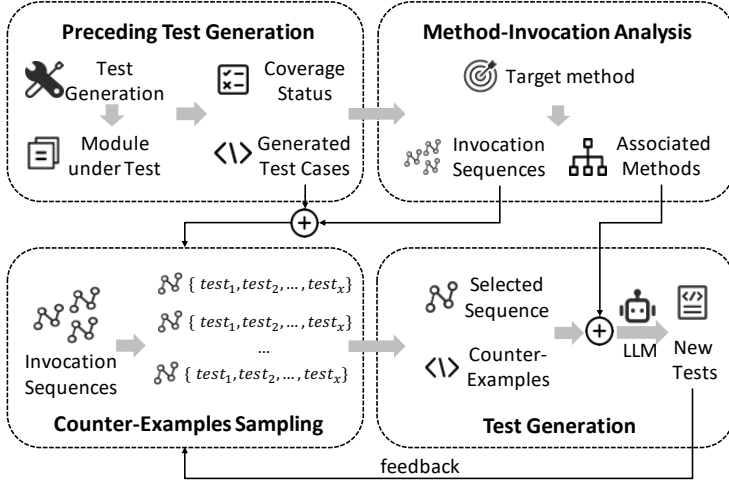 Preceding Test Generation
Test
Generation
Coverage
Status
Module
under Test
Generated
Test Cases
Method-Invocation Analysis
Target method
Invocation
Sequences
Associated
Methods
Invocation
Sequences
{ test₁,test₂,…,testₓ}
{ test₁,test₂,…,testₓ}
…
{ test₁,test₂,…,testₓ}
Counter-Examples Sampling
Selected
Sequence
Counter-
Examples
LLM
New
Tests
Test Generation
feedback